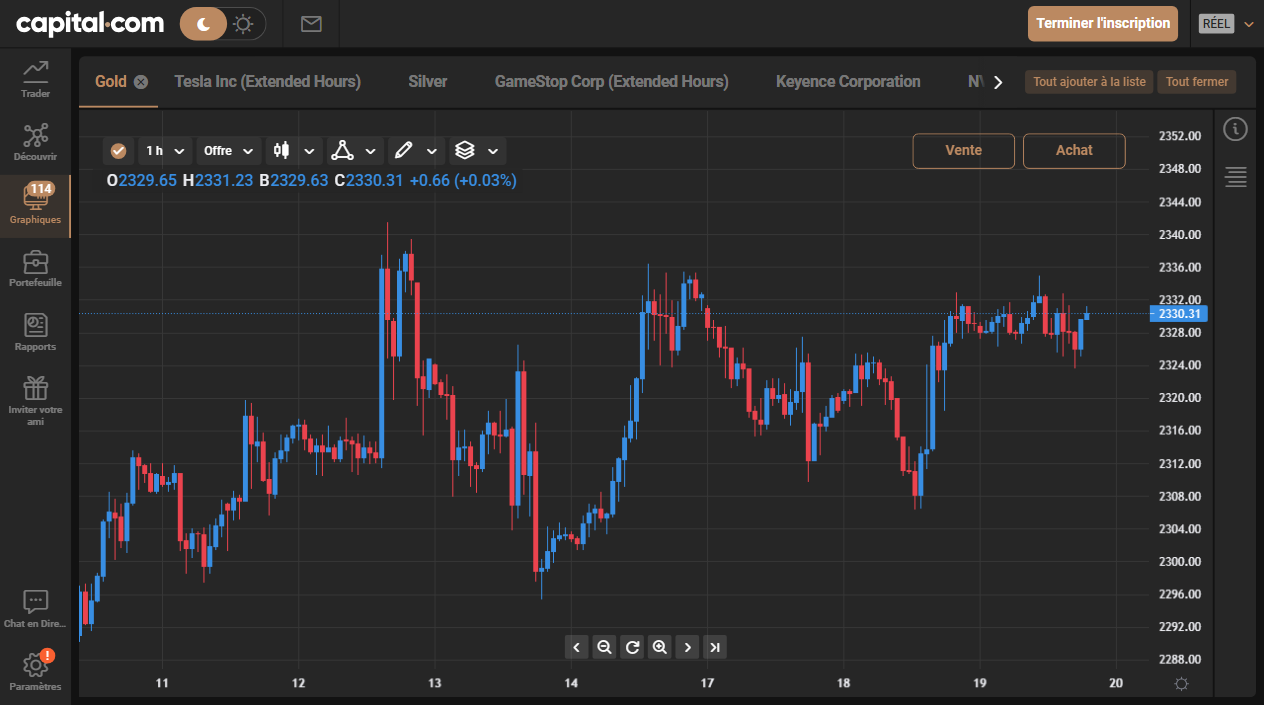 capital.com
Terminer l'inscription
RÉEL
Trader
Découvrir
114
Graphiques
Portefeuille
Rapports
Inviter votre
ami
Chat en Dire...
Paramètres
Gold
Tesla Inc (Extended Hours)
Silver
GameStop Corp (Extended Hours)
Keyence Corporation
Tout ajouter à la liste
Tout fermer
1 h
Offre
Vente
Achat
O2329.65 H2331.23 B2329.63 C2330.31 +0.66 (+0.03%)
2352.00
2348.00
2344.00
2340.00
2336.00
2332.00
2330.31
2328.00
2324.00
2320.00
2316.00
2312.00
2308.00
2304.00
2300.00
2296.00
2292.00
2288.00
11 12 13 14 17 18 19 20